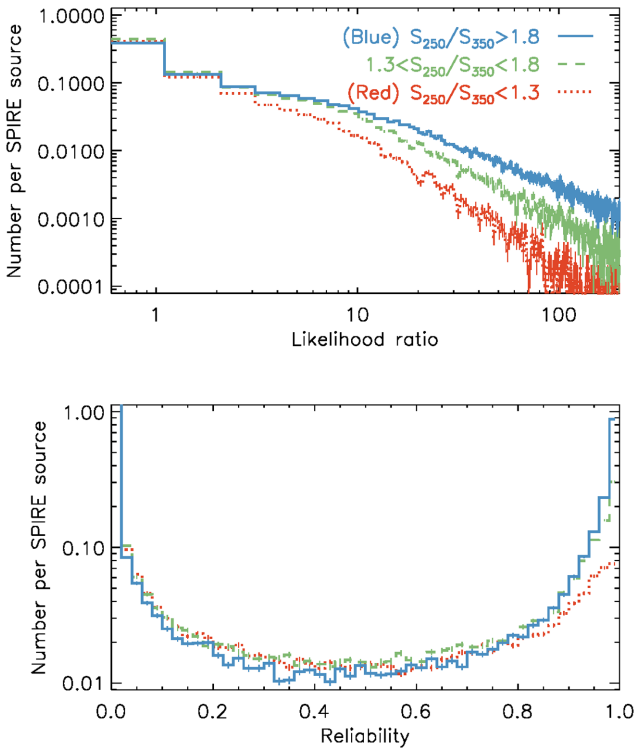 1.0000
0.1000
0.0100
0.0010
0.0001
Number per SPIRE source
(Blue) S250/S350>1.8
1.3<S250/S350<1.8
(Red) S250/S350<1.3
1 10 100
Likelihood ratio
1.00
0.10
0.01
Number per SPIRE source
0.0 0.2 0.4 0.6 0.8 1.0
Reliability